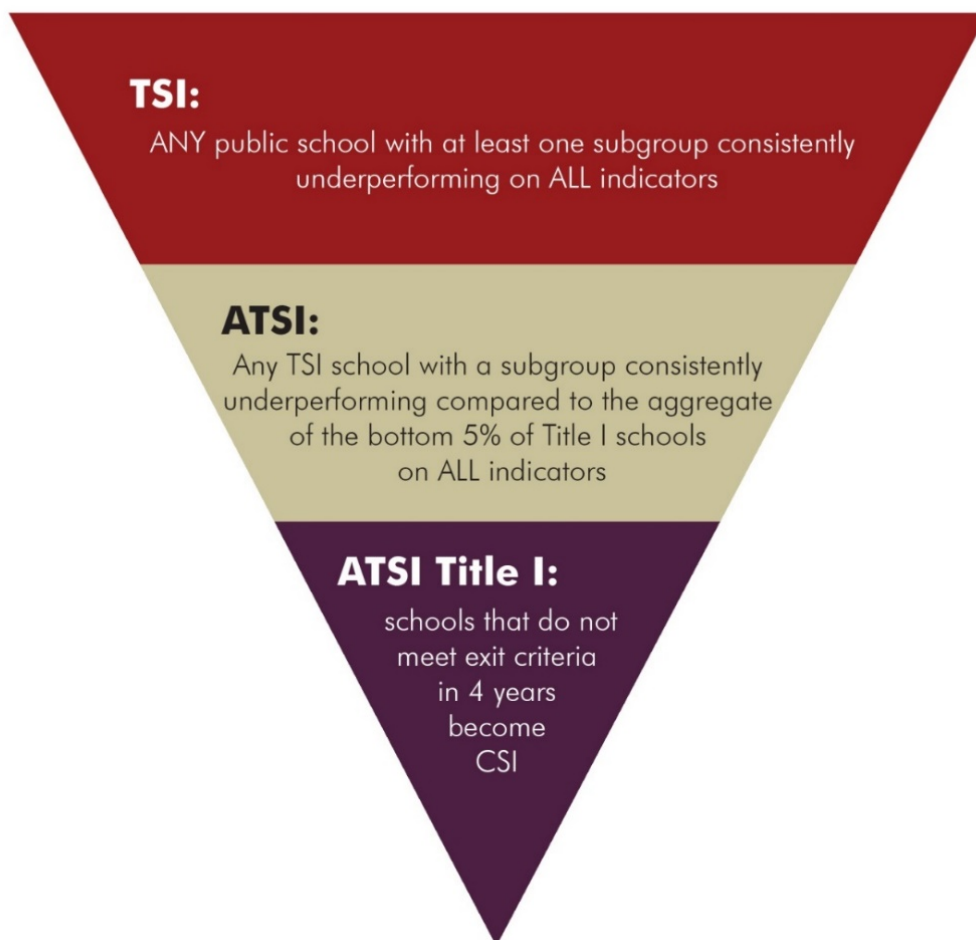 TSI:
ANY public school with at least one subgroup consistently
underperforming on ALL indicators
ATSI:
Any TSI school with a subgroup consistently
underperforming compared to the aggregate
of the bottom 5% of Title I schools
on ALL indicators
ATSI Title I:
schools that do not
meet exit criteria
in 4 years
become
CSI